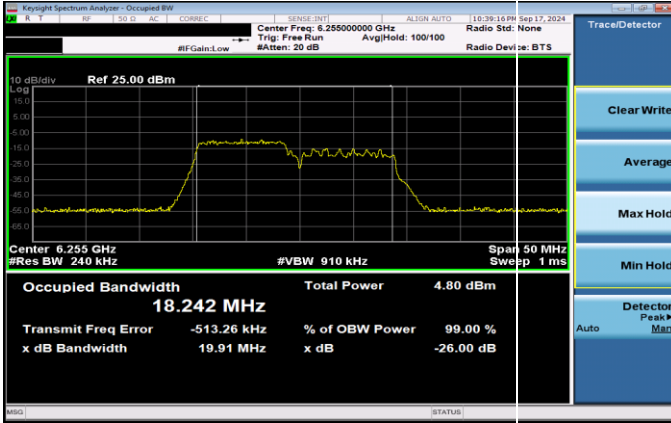 Keysight Spectrum Analyzer - Occupied BW
R T RF 50 Ω AC CORREC SENSE:INT ALIGN AUTO 10:39:16 PM Sep 17, 2024
Center Freq: 6.255000000 GHz Radio Std: None
Trig: Free Run Avg|Hold: 100/100
#IFGain:Low #Atten: 20 dB Radio Device: BTS
10 dB/div Ref 25.00 dBm
Log
15.0
5.00
-5.00
-15.0
-25.0
-35.0
-45.0
-55.0
-65.0
Center 6.255 GHz Span 50 MHz
#Res BW 240 kHz #VBW 910 kHz Sweep 1 ms
Occupied Bandwidth Total Power 4.80 dBm
18.242 MHz
Transmit Freq Error -513.26 kHz % of OBW Power 99.00 %
x dB Bandwidth 19.91 MHz x dB -26.00 dB
MSG STATUS
Trace/Detector
Clear Write
Average
Max Hold
Min Hold
Detector
Peak
Auto Man